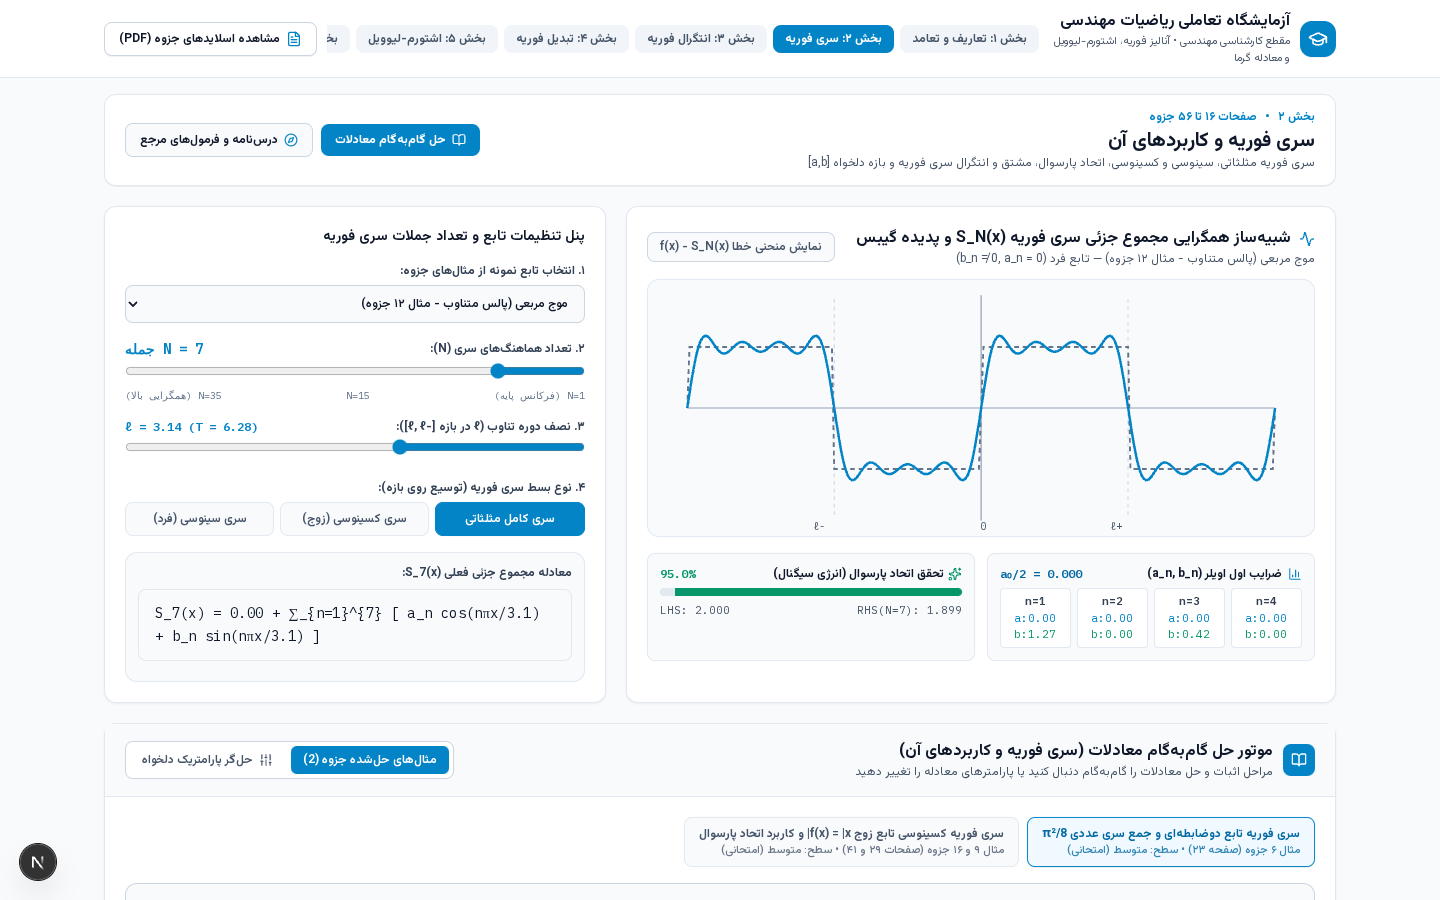 آزمایشگاه تعاملی ریاضیات مهندسی
مقطع کارشناسی مهندسی • آنالیز فوریه، اشتورم-لیوویل و معادله گرما
بخش ۱: تعاریف و تعامد
بخش ۲: سری فوریه
بخش ۳: انتگرال فوریه
بخش ۴: تبدیل فوریه
بخش ۵: اشتورم-لیوویل
مشاهده اسلایدهای جزوه (PDF)
بخش ۲ • صفحات ۱۶ تا ۵۶ جزوه
سری فوریه و کاربردهای آن
سری فوریه مثلثاتی، سینوسی و کسینوسی، اتحاد پارسوال، مشتق و انتگرال سری فوریه و بازه دلخواه [a,b]
حل گام‌به‌گام معادلات
درس‌نامه و فرمول‌های مرجع
شبیه‌ساز همگرایی مجموع جزئی سری فوریه S_N(x) و پدیده گیبس
موج مربعی (پالس متناوب - مثال ۱۲ جزوه) — تابع فرد (b_n ≠ 0, a_n = 0)
نمایش منحنی خطا f(x) - S_N(x)
-ℓ
0
+ℓ
ضرایب اول اویلر (a_n, b_n)
a₀/2 = 0.000
n=1
a:0.00
b:1.27
n=2
a:0.00
b:0.00
n=3
a:0.00
b:0.42
n=4
a:0.00
b:0.00
تحقق اتحاد پارسوال (انرژی سیگنال)
95.0%
LHS: 2.000
RHS(N=7): 1.899
پنل تنظیمات تابع و تعداد جملات سری فوریه
۱. انتخاب تابع نمونه از مثال‌های جزوه:
موج مربعی (پالس متناوب - مثال ۱۲ جزوه)
۲. تعداد هماهنگ‌های سری (N):
N = 7 جمله
N=1 (فرکانس پایه)
N=15
N=35 (همگرایی بالا)
۳. نصف دوره تناوب (ℓ در بازه [-ℓ, ℓ]):
ℓ = 3.14 (T = 6.28)
۴. نوع بسط سری فوریه (توسیع روی بازه):
سری کامل مثلثاتی
سری کسینوسی (زوج)
سری سینوسی (فرد)
معادله مجموع جزئی فعلی S_7(x):
S_7(x) = 0.00 + ∑_{n=1}^{7} [ a_n cos(nπx/3.1)
+ b_n sin(nπx/3.1) ]
موتور حل گام‌به‌گام معادلات (سری فوریه و کاربردهای آن)
مراحل اثبات و حل معادلات را گام‌به‌گام دنبال کنید یا پارامترهای معادله را تغییر دهید
مثال‌های حل‌شده جزوه (2)
حل‌گر پارامتریک دلخواه
سری فوریه تابع دوضابطه‌ای و جمع سری عددی π²/8
مثال ۶ جزوه (صفحه ۲۳) • سطح: متوسط (امتحانی)
سری فوریه کسینوسی تابع زوج f(x) = |x| و کاربرد اتحاد پارسوال
مثال ۹ و ۱۶ جزوه (صفحات ۲۹ و ۴۱) • سطح: متوسط (امتحانی)